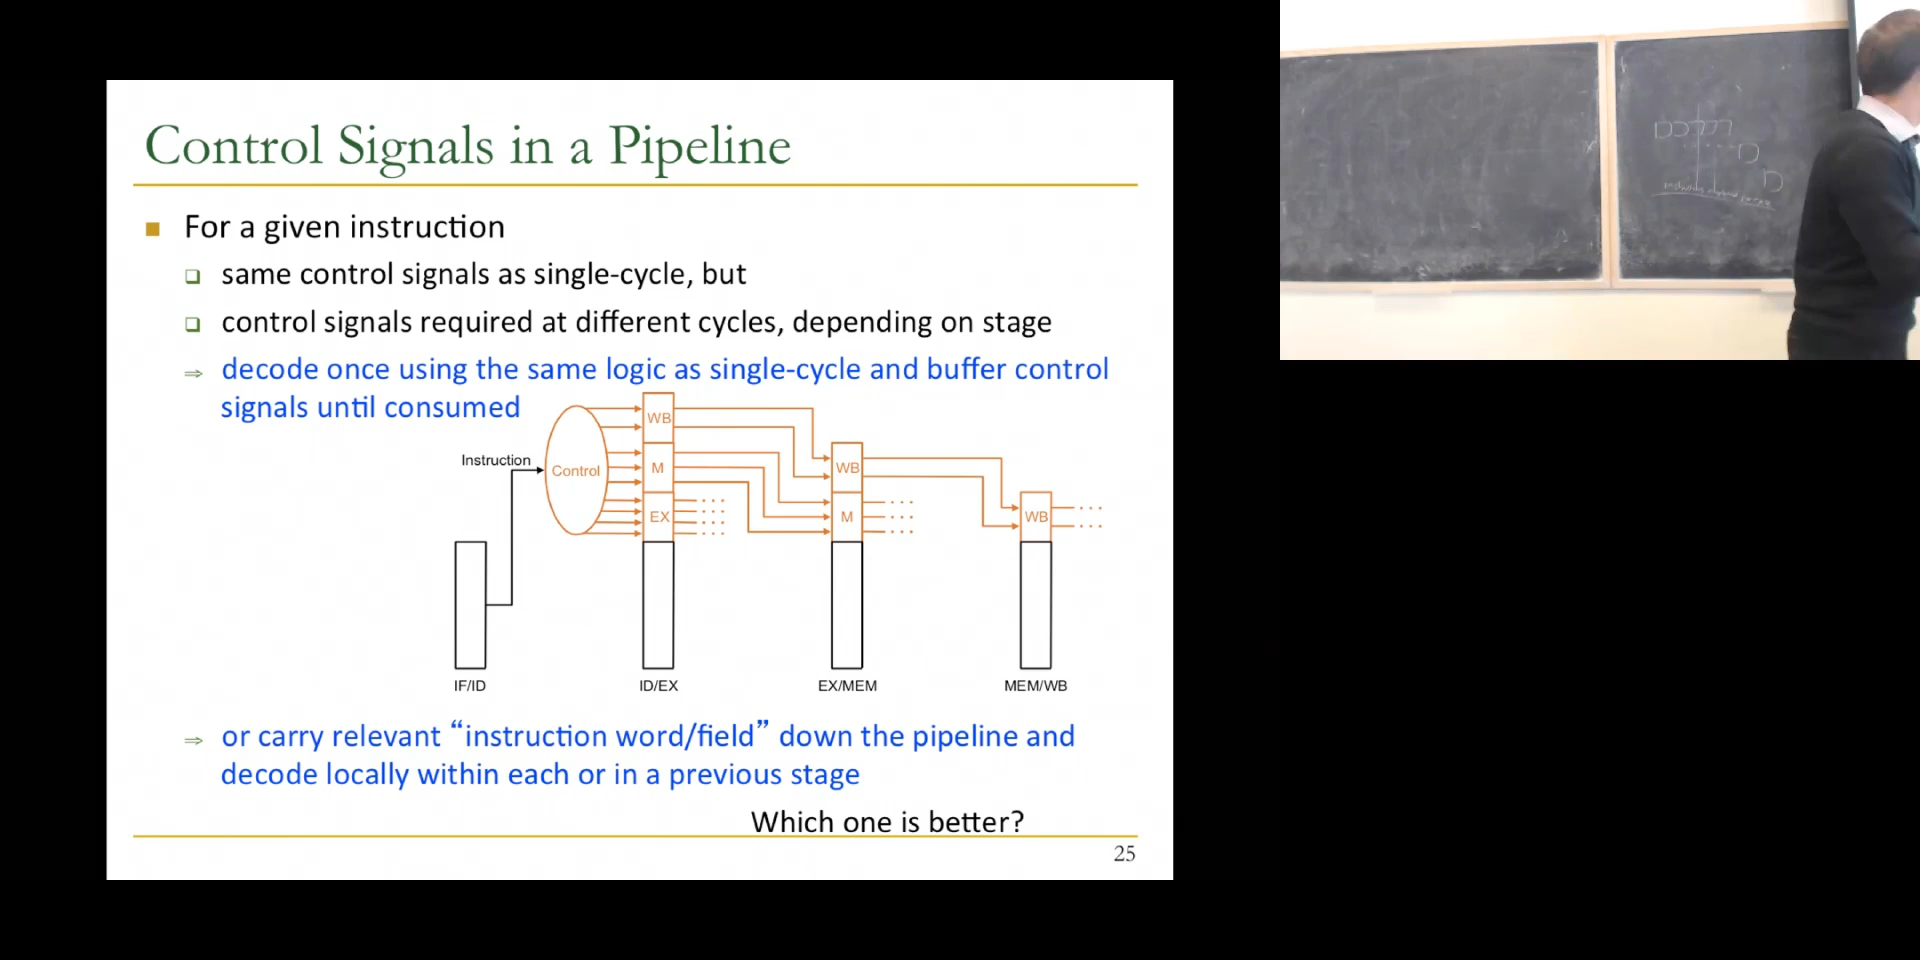 Control Signals in a Pipeline
For a given instruction
same control signals as single-cycle, but
control signals required at different cycles, depending on stage
⇒ decode once using the same logic as single-cycle and buffer control
signals until consumed
WB
Instruction
Control
M
WB
EX
M
WB
IF/ID
ID/EX
EX/MEM
MEM/WB
⇒ or carry relevant “instruction word/field” down the pipeline and
decode locally within each or in a previous stage
Which one is better?
25